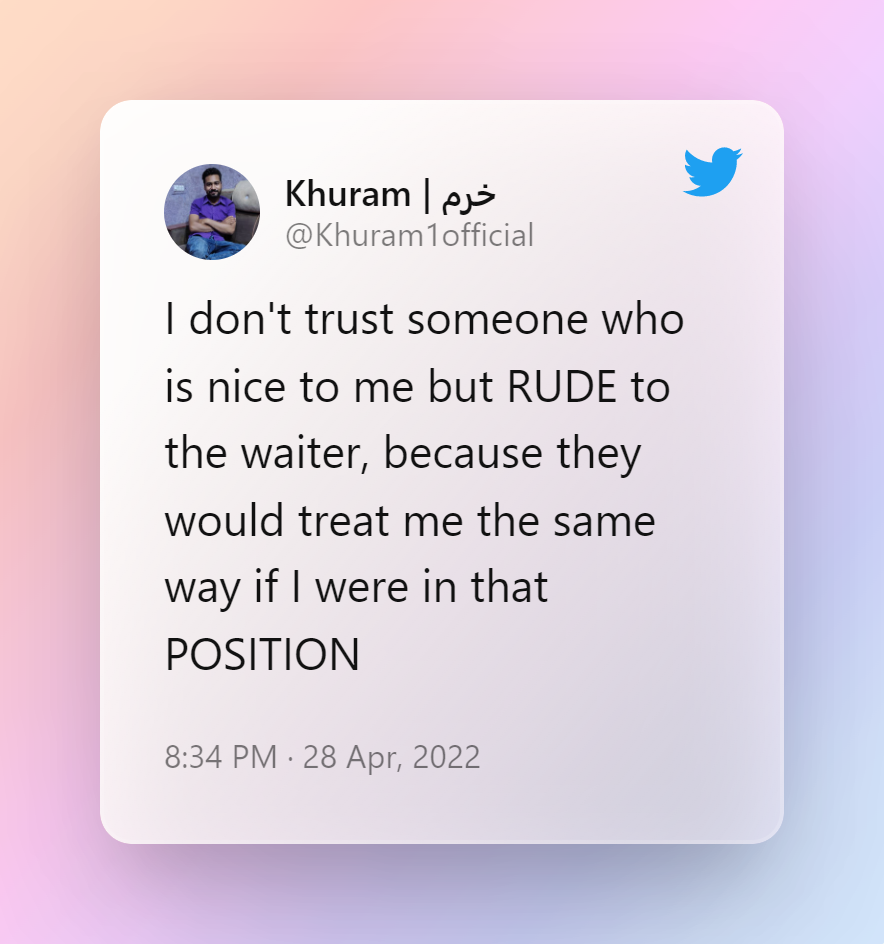 Khuram | خرم
@Khuram1official
I don't trust someone who
is nice to me but RUDE to
the waiter, because they
would treat me the same
way if I were in that
POSITION
8:34 PM · 28 Apr, 2022